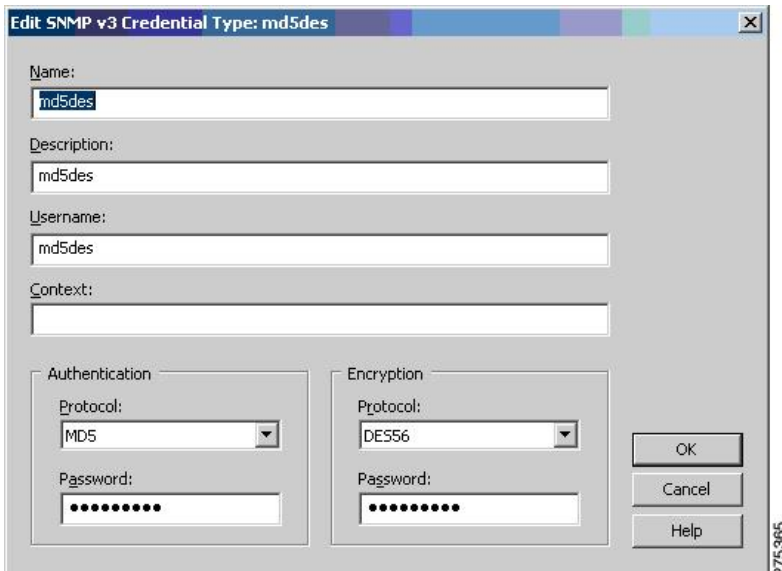 Edit SNMP v3 Credential Type: md5des
Name:
md5des
Description:
md5des
Username:
md5des
Context:
Authentication
Protocol:
MD5
Password:
●●●●●●●●●
Encryption
Protocol:
DES56
Password:
●●●●●●●●●
OK
Cancel
Help